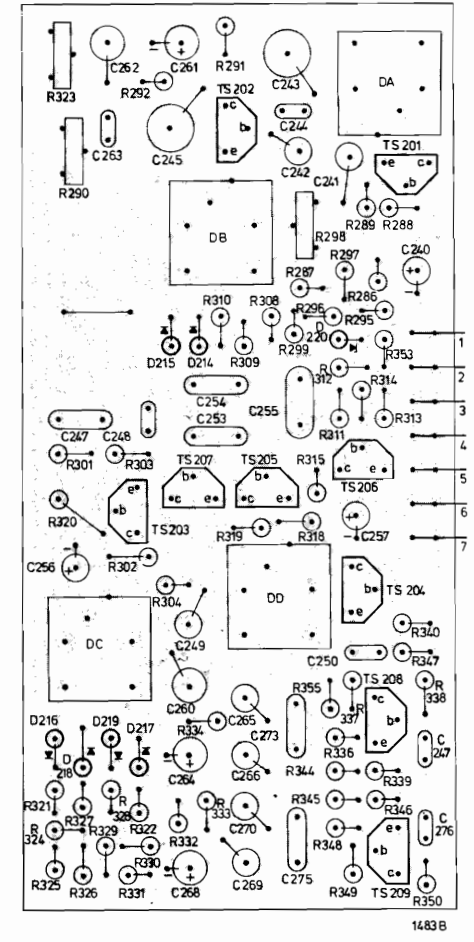 C262
C261
R291
C243
DA
R323
R292
TS202
c
b
e
C244
C263
C245
C242
C241
TS201
e
c
b
R290
DB
R298
R289
R288
R297
C240
R287
R286
R310
R308
R296
R295
D
220
1
D215
D214
R309
R299
R353
R
312
2
C254
C255
R314
3
C247
C248
C253
R311
R313
4
R301
R303
TS207
TS205
R315
b
c
e
b
c
e
b
c
e
TS206
5
R320
e
b
c
TS203
R319
R318
C257
6
7
C256
R302
DD
c
b
e
TS204
R304
DC
C249
R340
C250
R347
C260
R355
TS208
R
338
D216
D219
D217
R334
C265
C273
R
337
c
b
e
R336
C
247
D
218
C264
C266
R344
R339
R321
R327
R
328
R322
R
333
R345
R346
R
324
R329
R332
C270
R348
C
276
R330
c
b
e
R325
R326
R331
C268
C269
C275
R349
TS209
R350
1483B